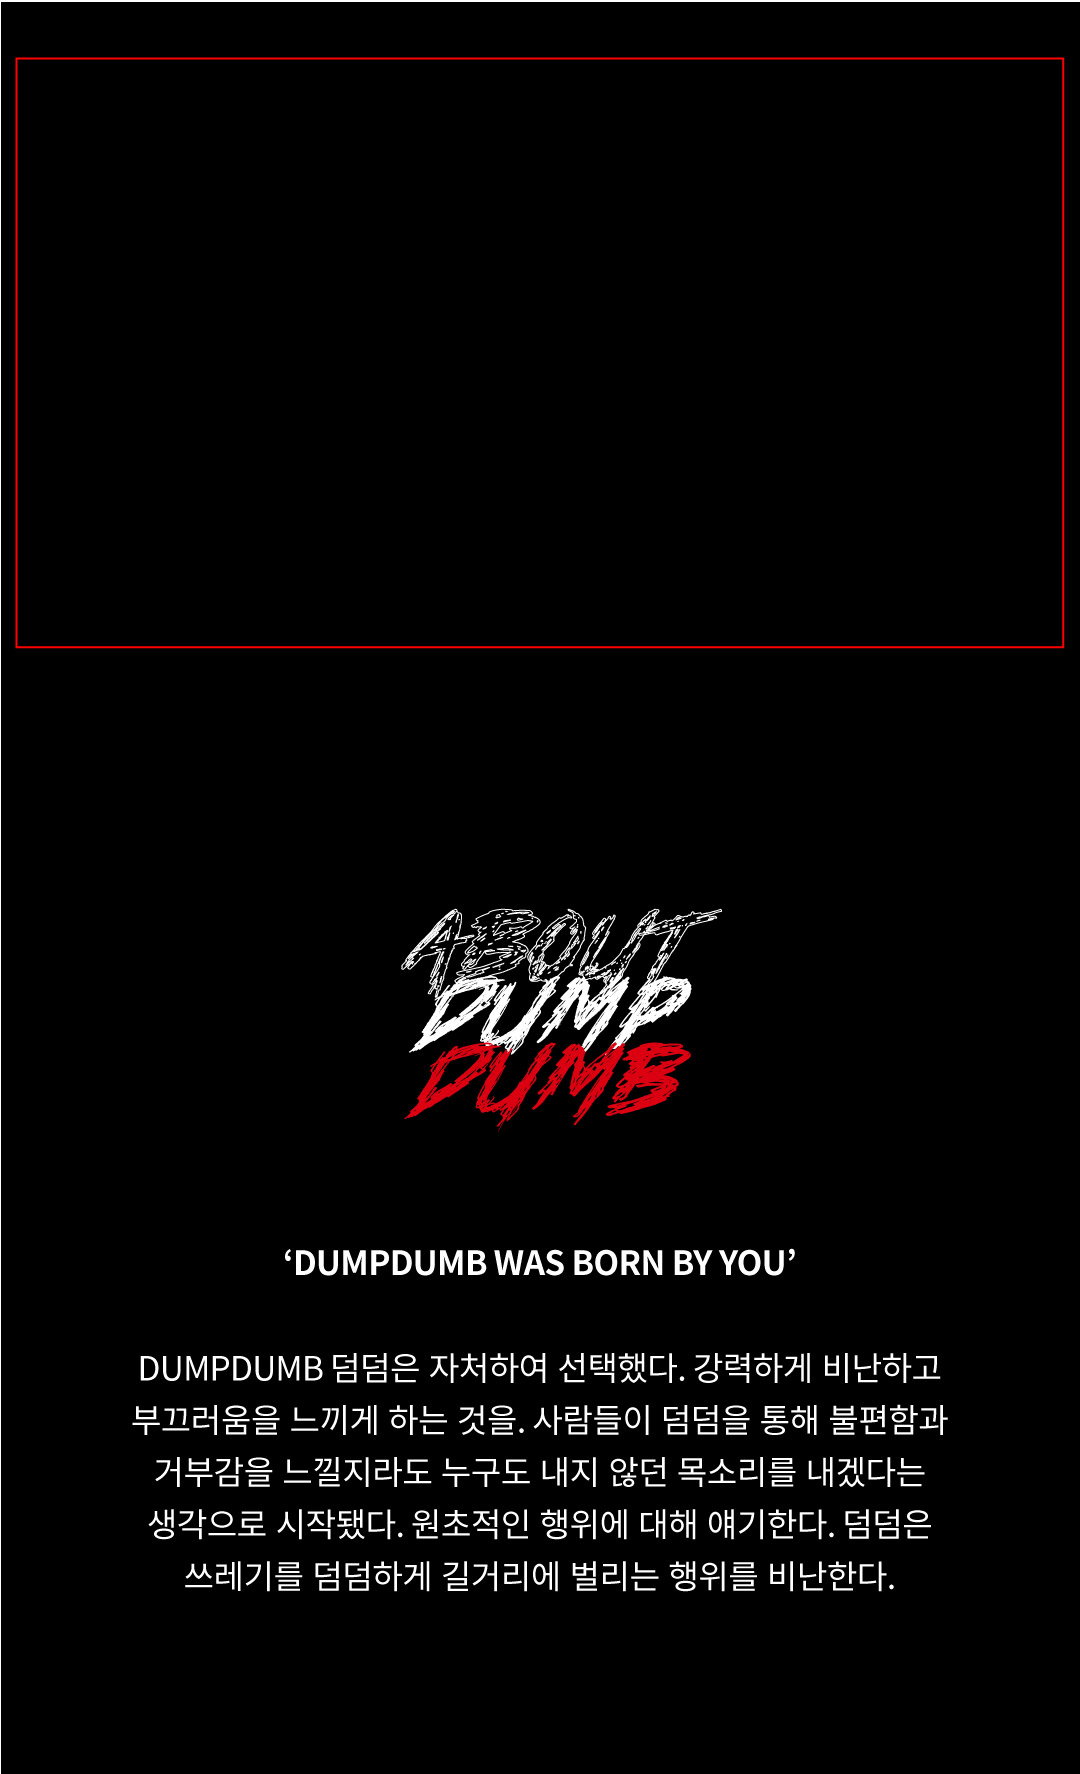 ABOUT
DUMP
DUMB
‘DUMPDUMB WAS BORN BY YOU’
DUMPDUMB 덤덤은 자처하여 선택했다. 강력하게 비난하고
부끄러움을 느끼게 하는 것을. 사람들이 덤덤을 통해 불편함과
거부감을 느낄지라도 누구도 내지 않던 목소리를 내겠다는
생각으로 시작됐다. 원초적인 행위에 대해 얘기한다. 덤덤은
쓰레기를 덤덤하게 길거리에 벌리는 행위를 비난한다.